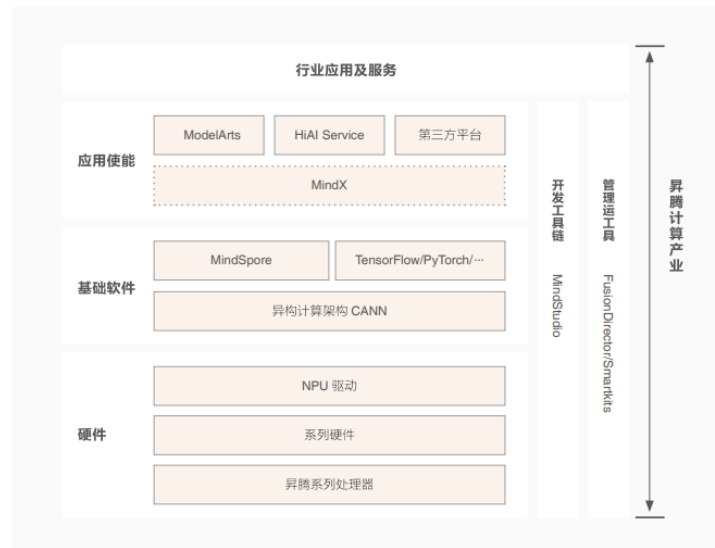 行业应用及服务
应用使能
ModelArts
HiAI Service
第三方平台
MindX
基础软件
MindSpore
TensorFlow/PyTorch/···
异构计算架构 CANN
硬件
NPU 驱动
系列硬件
昇腾系列处理器
开发工具链 MindStudio
管理运工具 FusionDirector/Smartkits
昇腾计算产业